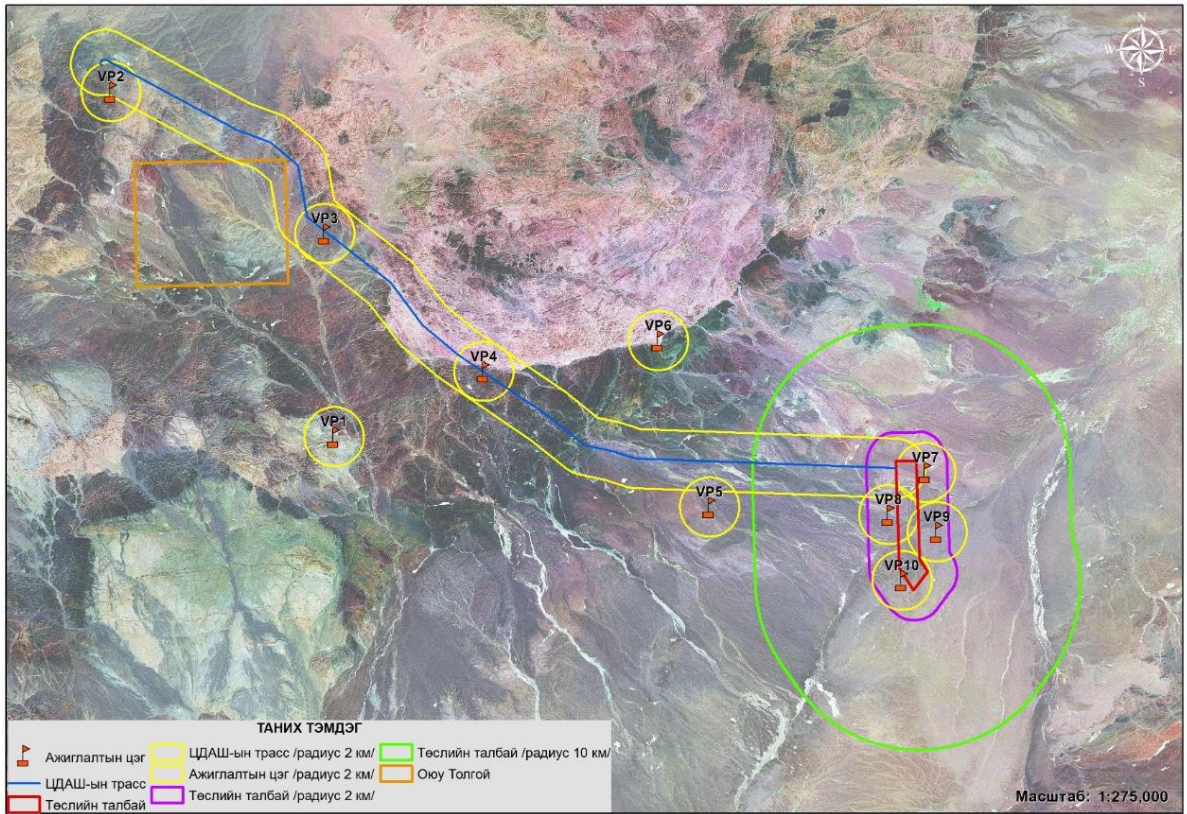 N
W E
S
VP2
VP3
VP6
VP4
VP1
VP7
VP5
VP8
VP9
VP10
ТАНИХ ТЭМДЭГ
Ажиглалтын цэг
ЦДАШ-ын трасс
Төслийн талбай
ЦДАШ-ын трасс /радиус 2 км/
Ажиглалтын цэг /радиус 2 км/
Төслийн талбай /радиус 2 км/
Төслийн талбай /радиус 10 км/
Оюу Толгой
Масштаб: 1:275,000